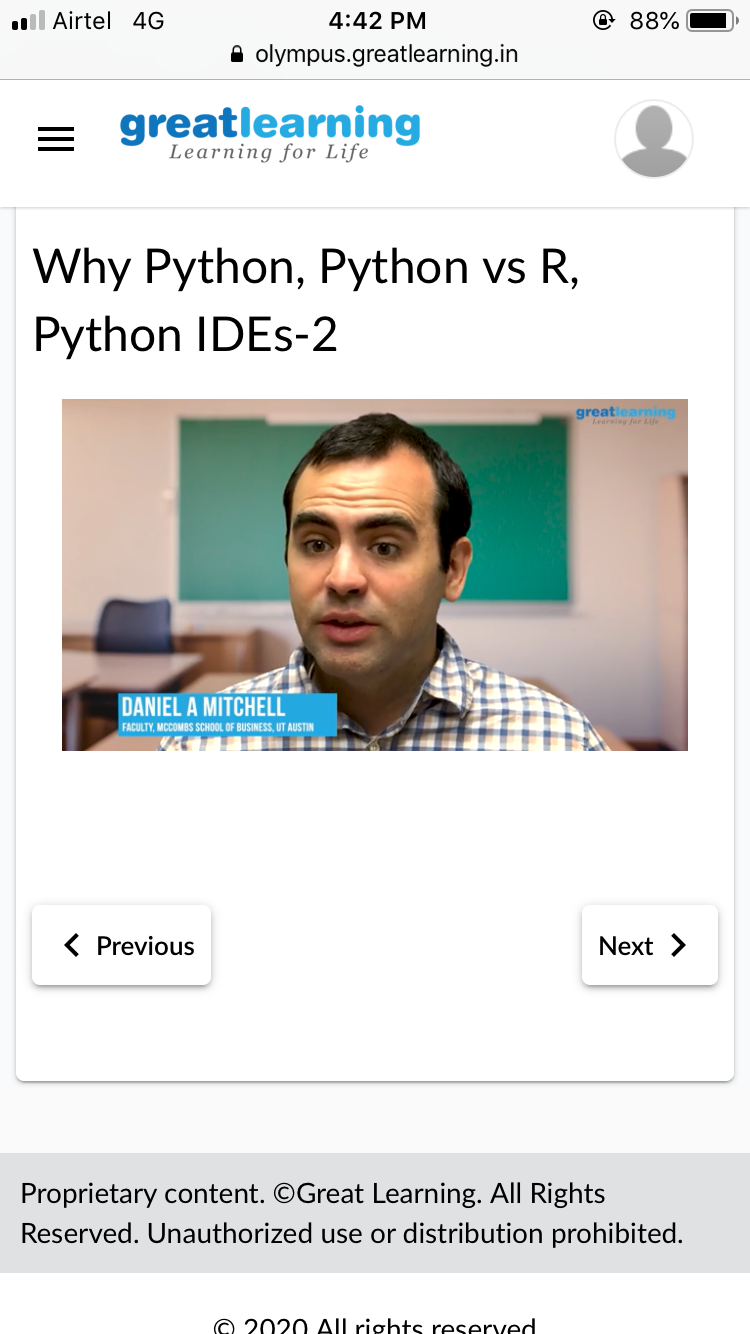 Airtel 4G 4:42 PM 88%
olympus.greatlearning.in
greatlearning
Learning for Life
Why Python, Python vs R,
Python IDEs-2
greatlearning
Learning for Life
DANIEL A MITCHELL
FACULTY, MCCOMBS SCHOOL OF BUSINESS, UT AUSTIN
Previous Next
Proprietary content. ©Great Learning. All Rights
Reserved. Unauthorized use or distribution prohibited.
© 2020 All rights reserved